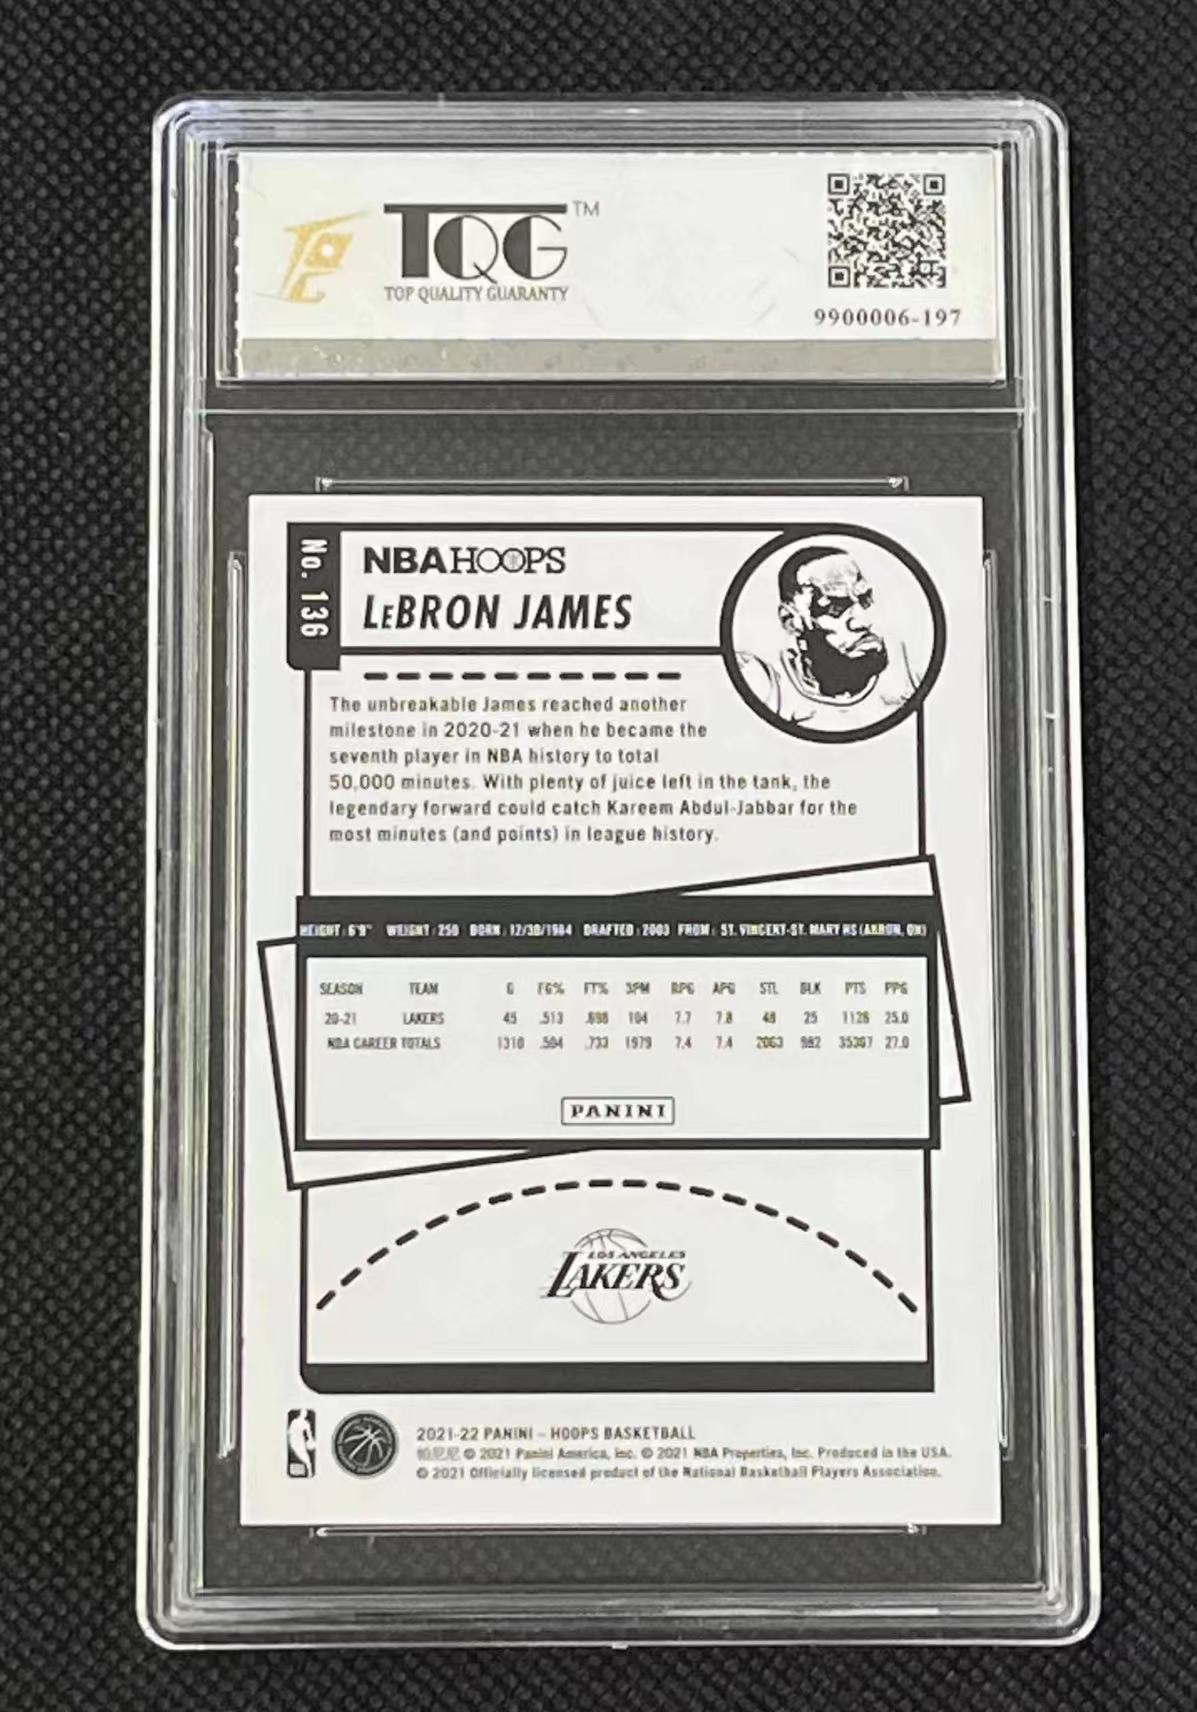 TQG™
TOP QUALITY GUARANTY
9900006-197
No. 136
NBA HOOPS
LeBRON JAMES
The unbreakable James reached another
milestone in 2020-21 when he became the
seventh player in NBA history to total
50,000 minutes. With plenty of juice left in the tank, the
legendary forward could catch Kareem Abdul-Jabbar for the
most minutes (and points) in league history.
HEIGHT: 6'9" WEIGHT: 250 BORN: 12/30/1984 DRAFTED: 2003 FROM: ST. VINCENT-ST. MARY HS (AKRON, OH)
SEASON TEAM G FG% FT% 3PM RPG APG STL BLK PTS PPG
20-21 LAKERS 45 .513 .698 104 7.7 7.8 48 25 1126 25.0
NBA CAREER TOTALS 1310 .504 .733 1979 7.4 7.4 2063 982 35367 27.0
PANINI
LOS ANGELES
LAKERS
2021-22 PANINI – HOOPS BASKETBALL
帕尼尼 © 2021 Panini America, Inc. © 2021 NBA Properties, Inc. Produced in the USA.
© 2021 Officially licensed product of the National Basketball Players Association.